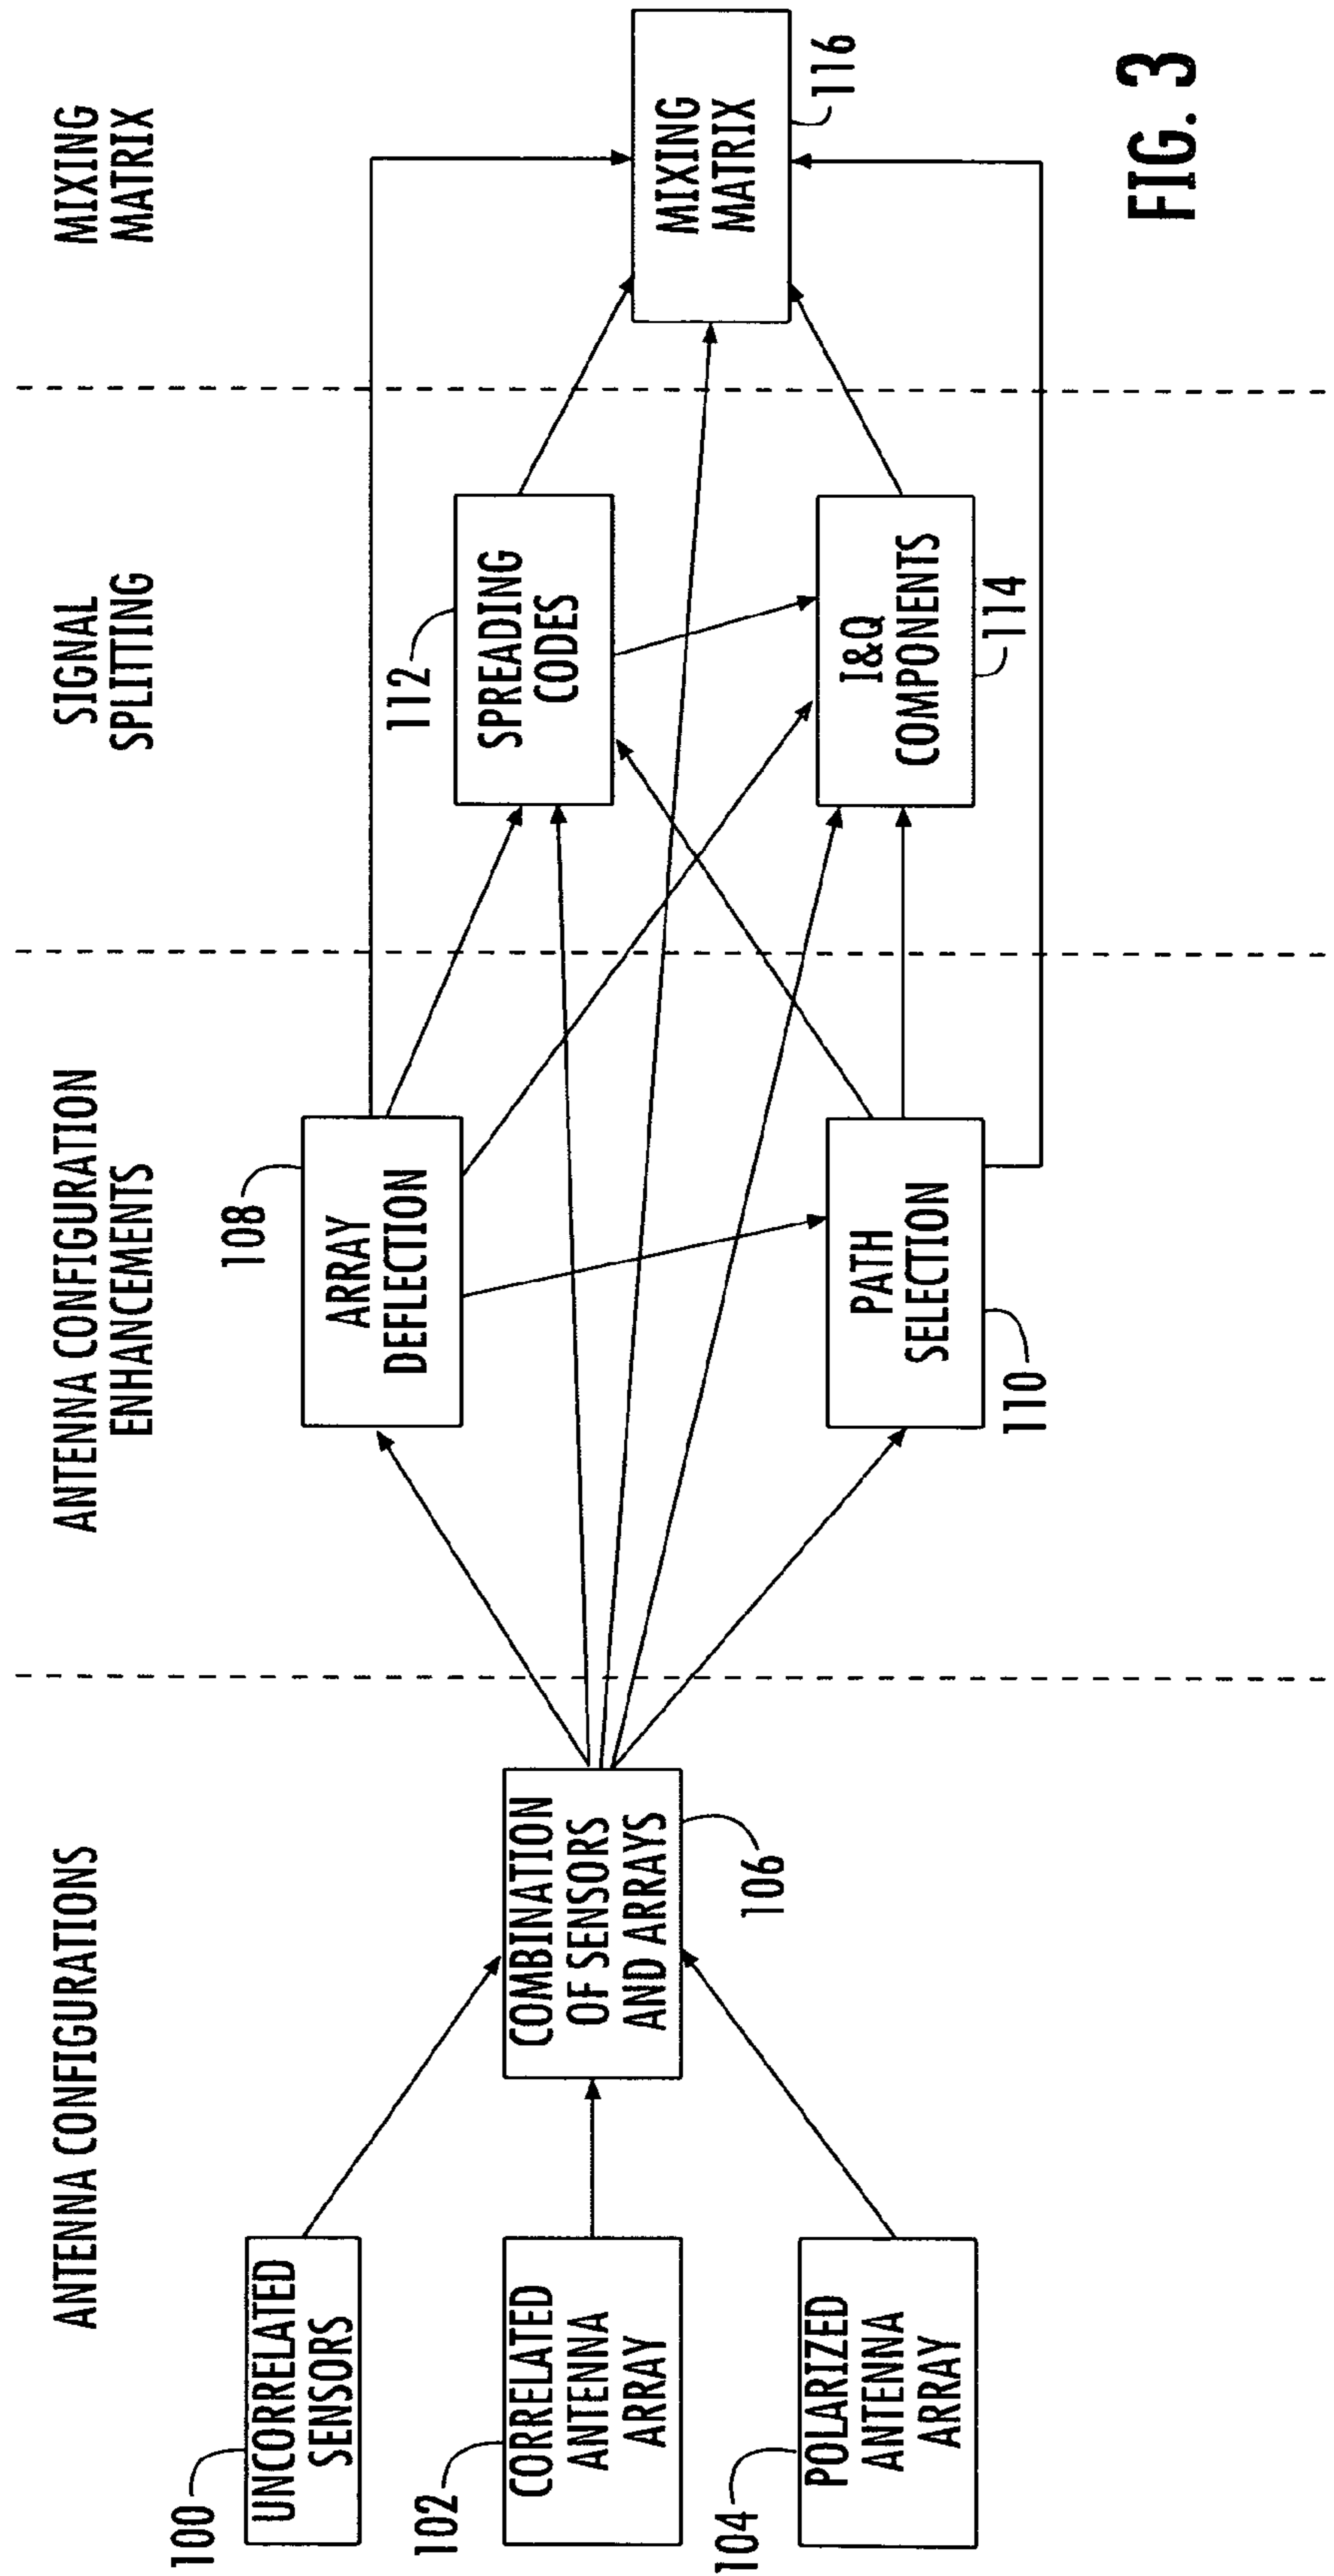 ANTENNA CONFIGURATIONS
ANTENNA CONFIGURATION
ENHANCEMENTS
SIGNAL
SPLITTING
MIXING
MATRIX
100
UNCORRELATED
SENSORS
102
CORRELATED
ANTENNA
ARRAY
104
POLARIZED
ANTENNA
ARRAY
COMBINATION
OF SENSORS
AND ARRAYS
106
108
ARRAY
DEFLECTION
PATH
SELECTION
110
112
SPREADING
CODES
I&Q
COMPONENTS
114
MIXING
MATRIX
116
FIG. 3